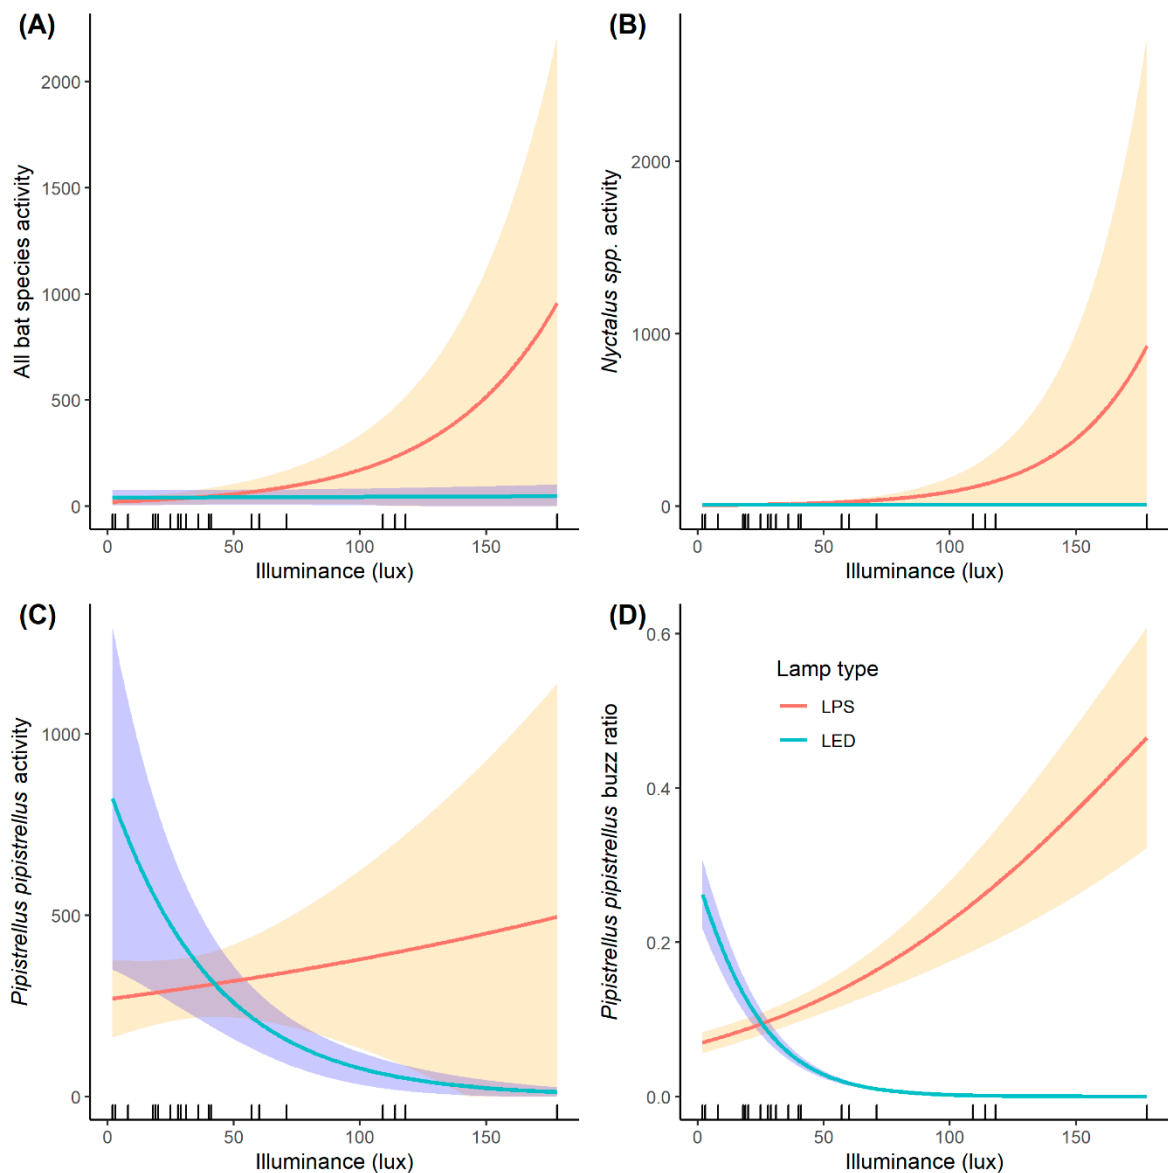 (A)
All bat species activity
2000
1500
1000
500
0
0 50 100 150
Illuminance (lux)
(B)
Nyctalus spp. activity
2000
1000
0
0 50 100 150
Illuminance (lux)
(C)
Pipistrellus pipistrellus activity
1000
500
0
0 50 100 150
Illuminance (lux)
(D)
Pipistrellus pipistrellus buzz ratio
0.6
0.4
0.2
0.0
Lamp type
LPS
LED
0 50 100 150
Illuminance (lux)